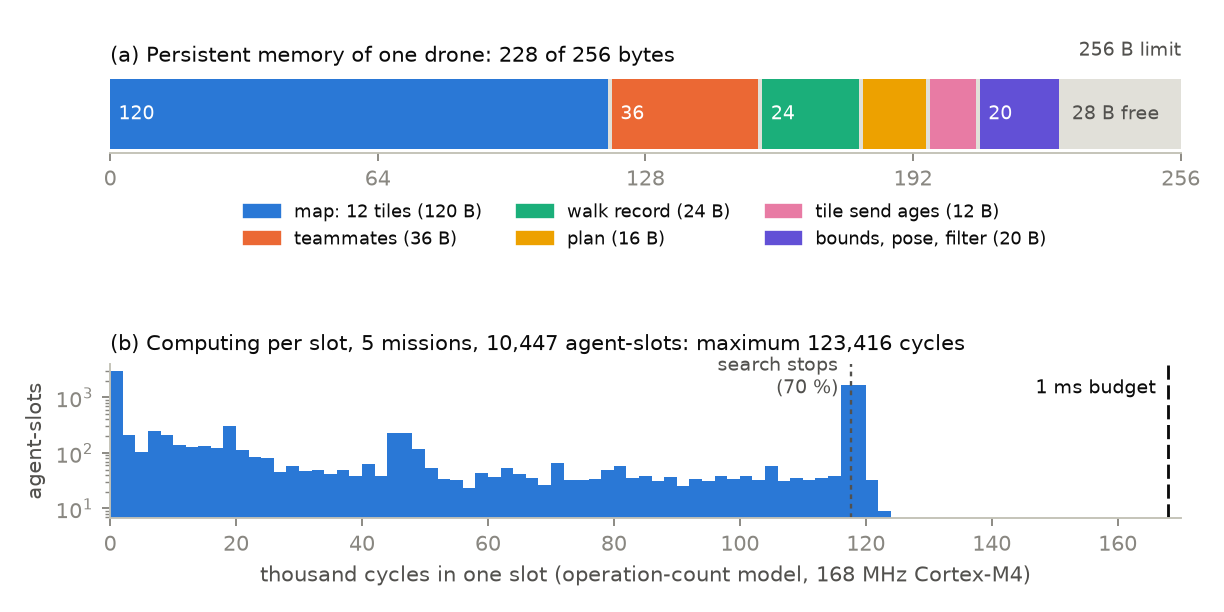 (a) Persistent memory of one drone: 228 of 256 bytes
256 B limit
120
36
24
20
28 B free
0
64
128
192
256
map: 12 tiles (120 B)
walk record (24 B)
tile send ages (12 B)
teammates (36 B)
plan (16 B)
bounds, pose, filter (20 B)
(b) Computing per slot, 5 missions, 10,447 agent-slots: maximum 123,416 cycles
search stops
(70 %)
1 ms budget
agent-slots
10³
10²
10¹
0
20
40
60
80
100
120
140
160
thousand cycles in one slot (operation-count model, 168 MHz Cortex-M4)